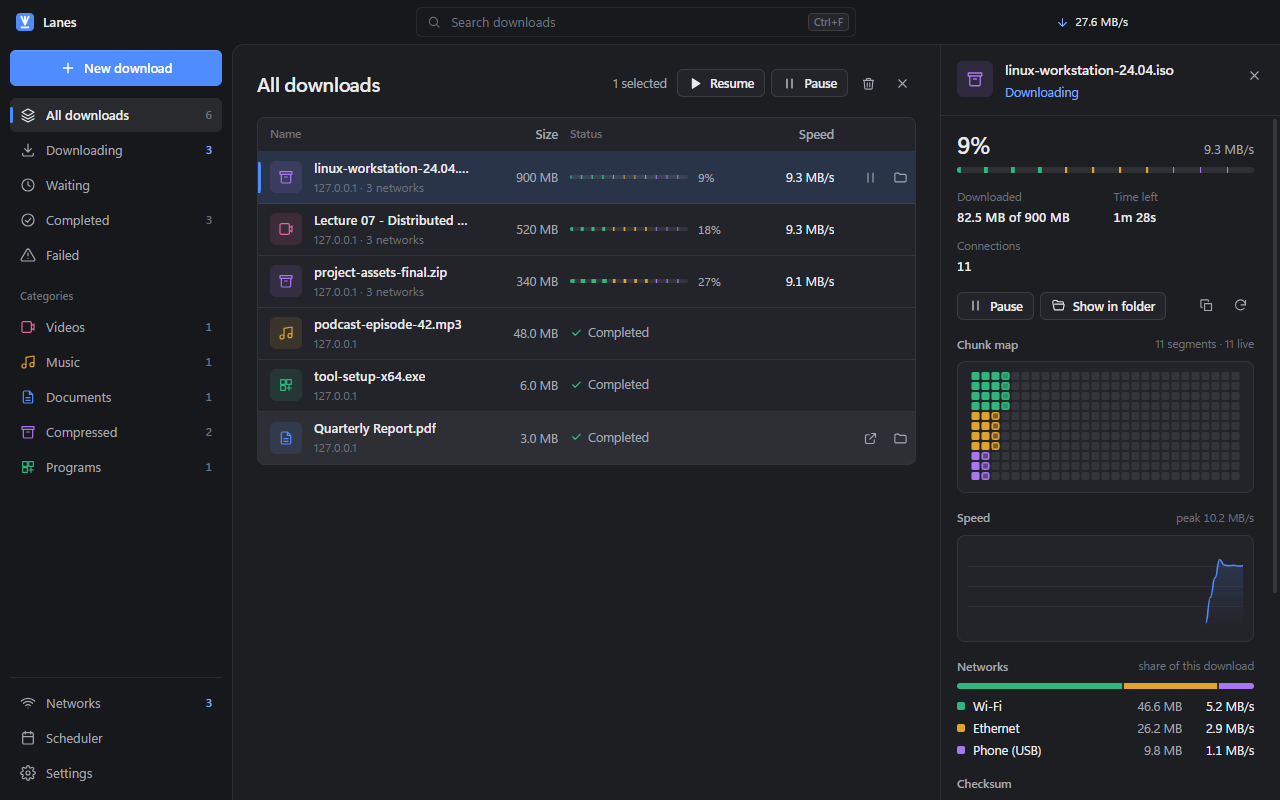 Lanes
Search downloads
Ctrl+F
27.6 MB/s
New download
All downloads 6
Downloading 3
Waiting
Completed 3
Failed
Categories
Videos 1
Music 1
Documents 1
Compressed 2
Programs 1
Networks 3
Scheduler
Settings
All downloads
1 selected
Resume
Pause
Name Size Status Speed
linux-workstation-24.04.... 900 MB 9% 9.3 MB/s
127.0.0.1 · 3 networks
Lecture 07 - Distributed ... 520 MB 18% 9.3 MB/s
127.0.0.1 · 3 networks
project-assets-final.zip 340 MB 27% 9.1 MB/s
127.0.0.1 · 3 networks
podcast-episode-42.mp3 48.0 MB Completed
127.0.0.1
tool-setup-x64.exe 6.0 MB Completed
127.0.0.1
Quarterly Report.pdf 3.0 MB Completed
127.0.0.1
linux-workstation-24.04.iso
Downloading
9% 9.3 MB/s
Downloaded Time left
82.5 MB of 900 MB 1m 28s
Connections
11
Pause Show in folder
Chunk map 11 segments · 11 live
Speed peak 10.2 MB/s
Networks share of this download
Wi-Fi 46.6 MB 5.2 MB/s
Ethernet 26.2 MB 2.9 MB/s
Phone (USB) 9.8 MB 1.1 MB/s
Checksum